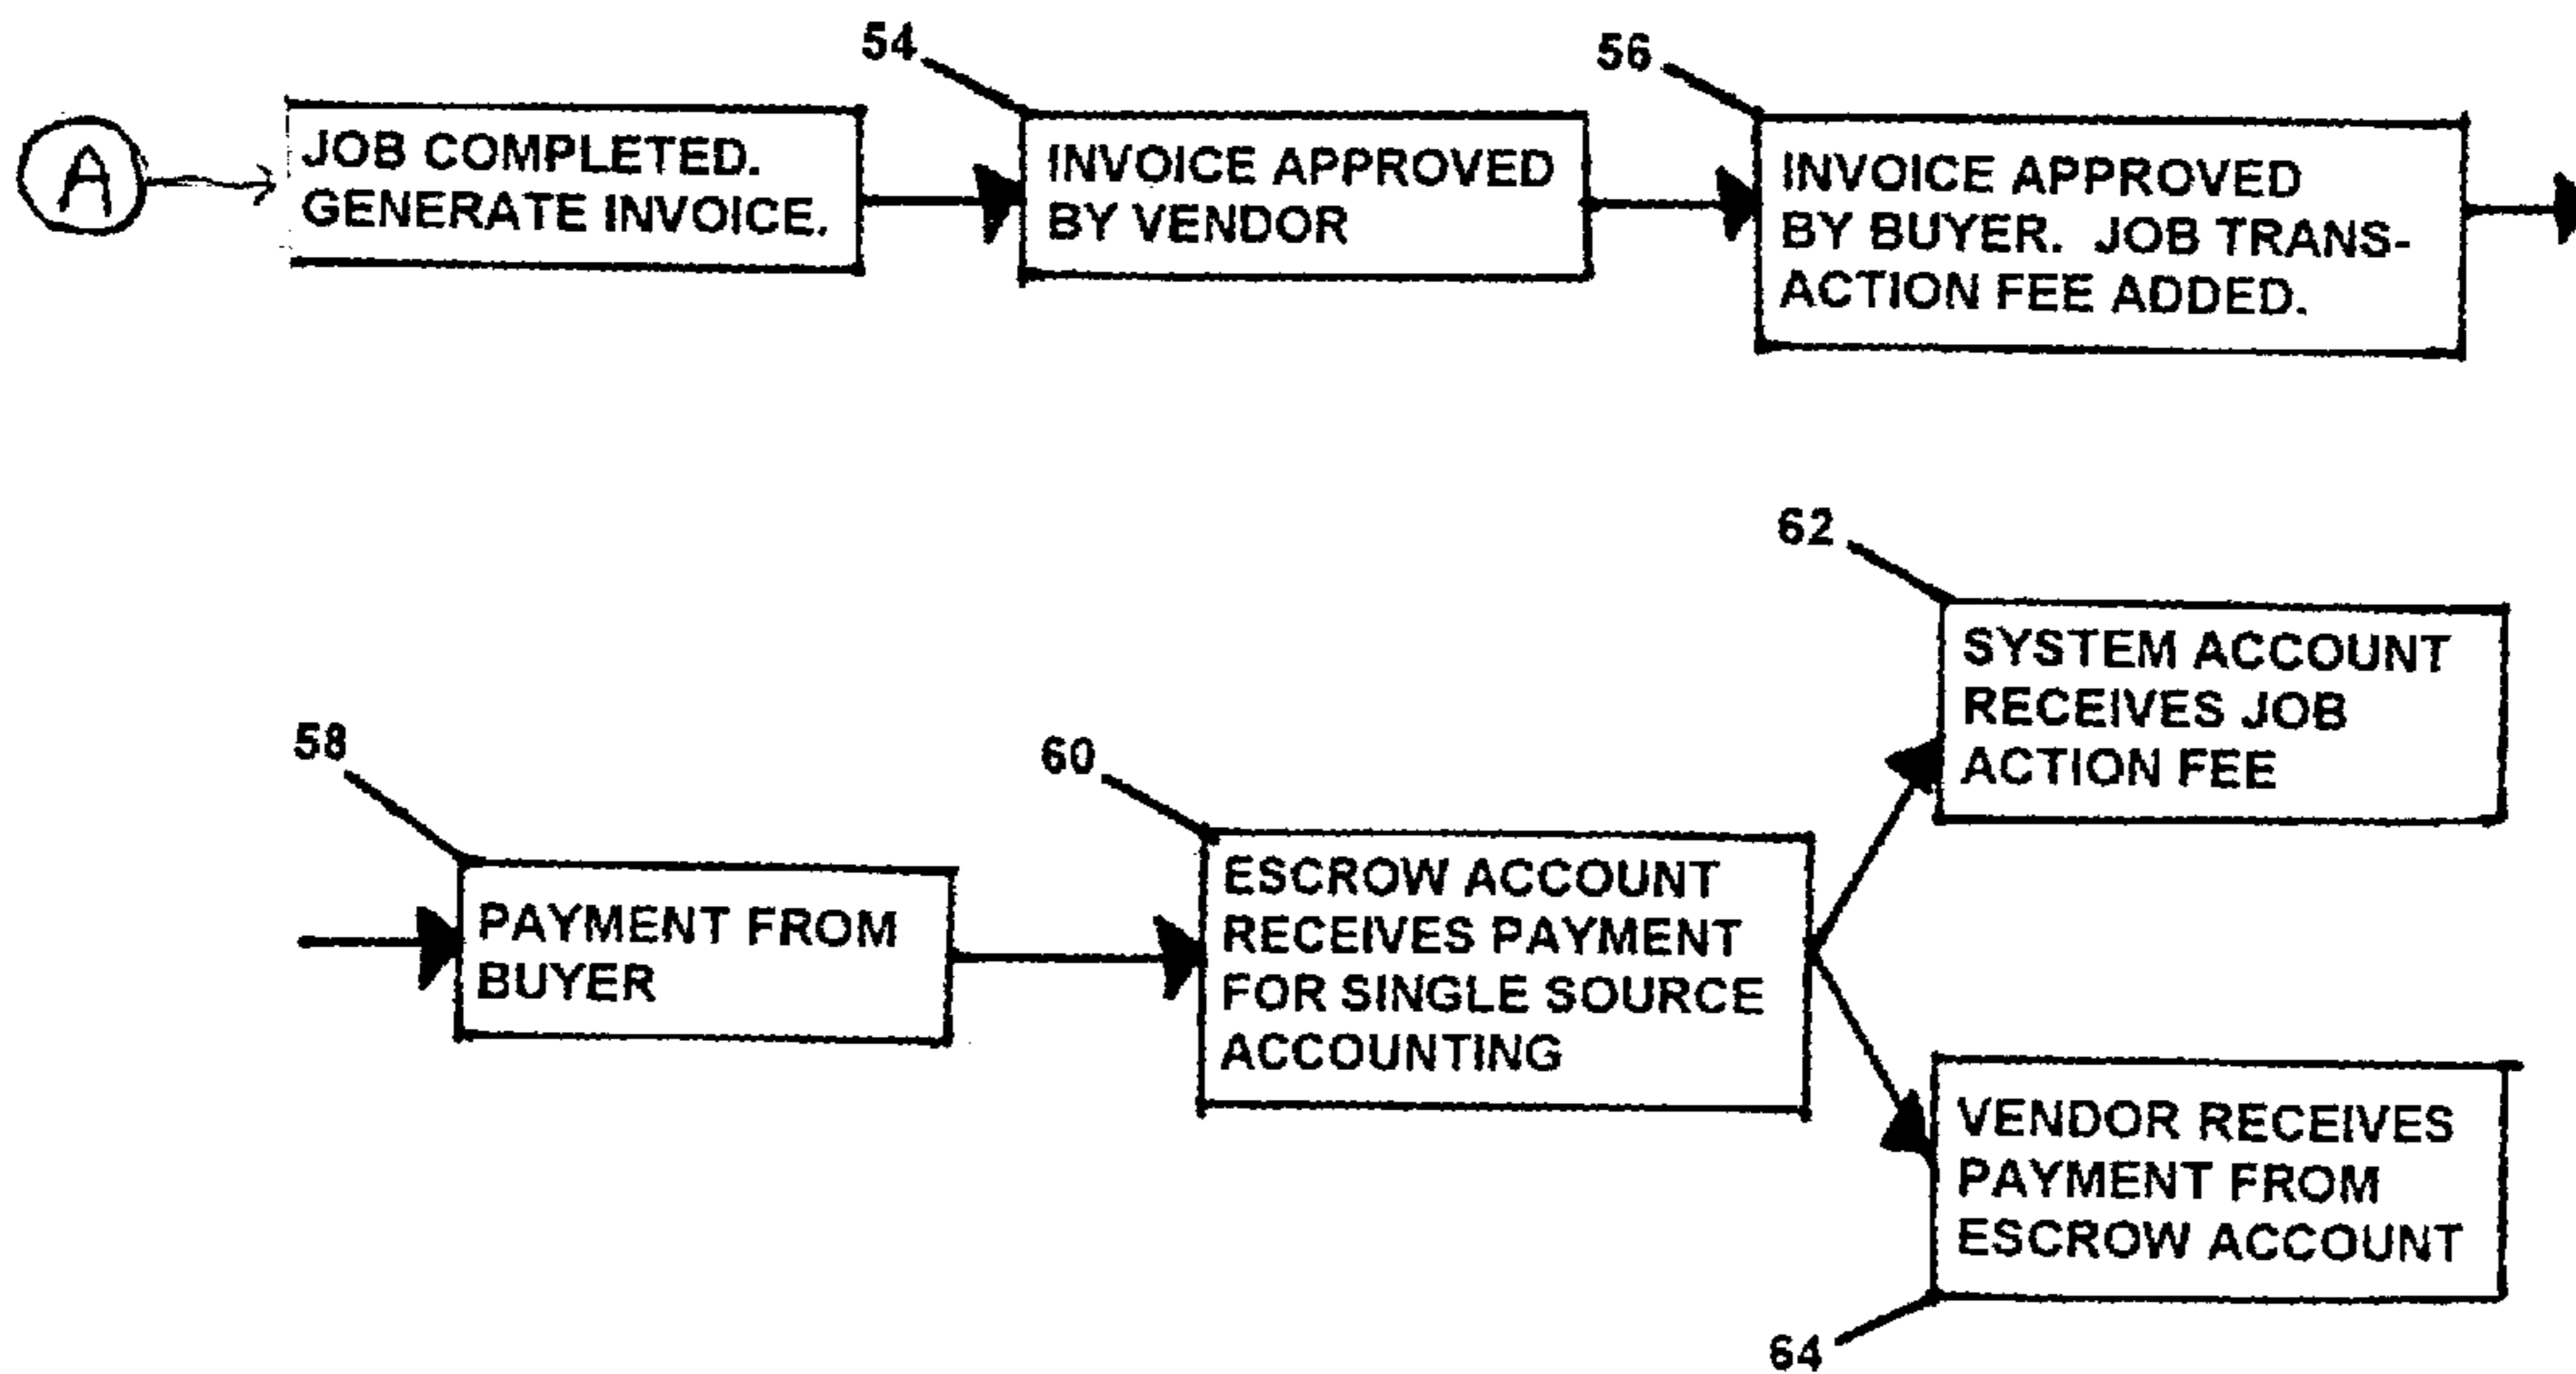 54
56
A
JOB COMPLETED.
GENERATE INVOICE.
INVOICE APPROVED
BY VENDOR
INVOICE APPROVED
BY BUYER. JOB TRANS-
ACTION FEE ADDED.
58
60
62
PAYMENT FROM
BUYER
ESCROW ACCOUNT
RECEIVES PAYMENT
FOR SINGLE SOURCE
ACCOUNTING
SYSTEM ACCOUNT
RECEIVES JOB
ACTION FEE
VENDOR RECEIVES
PAYMENT FROM
ESCROW ACCOUNT
64